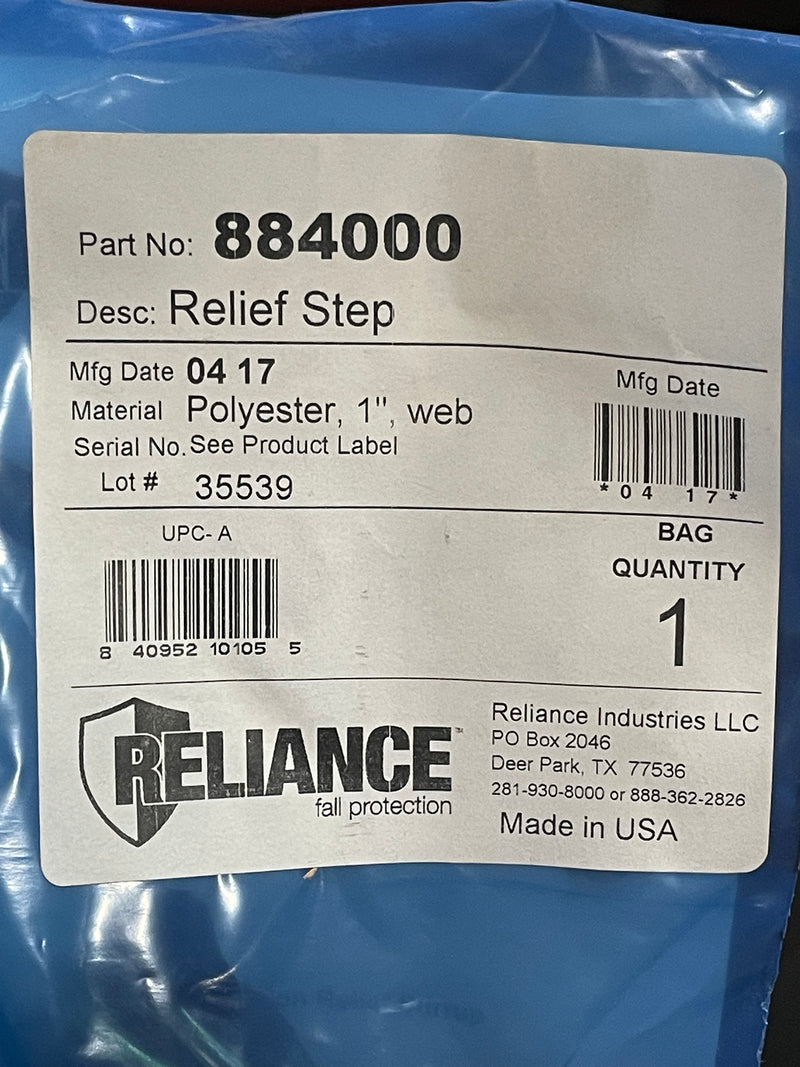 Part No: 884000
Desc: Relief Step
Mfg Date 04 17
Material Polyester, 1", web
Serial No. See Product Label
Lot # 35539
Mfg Date
*04 17*
UPC- A
8 40952 10105 5
BAG
QUANTITY
1
RELIANCE™
fall protection
Reliance Industries LLC
PO Box 2046
Deer Park, TX 77536
281-930-8000 or 888-362-2826
Made in USA